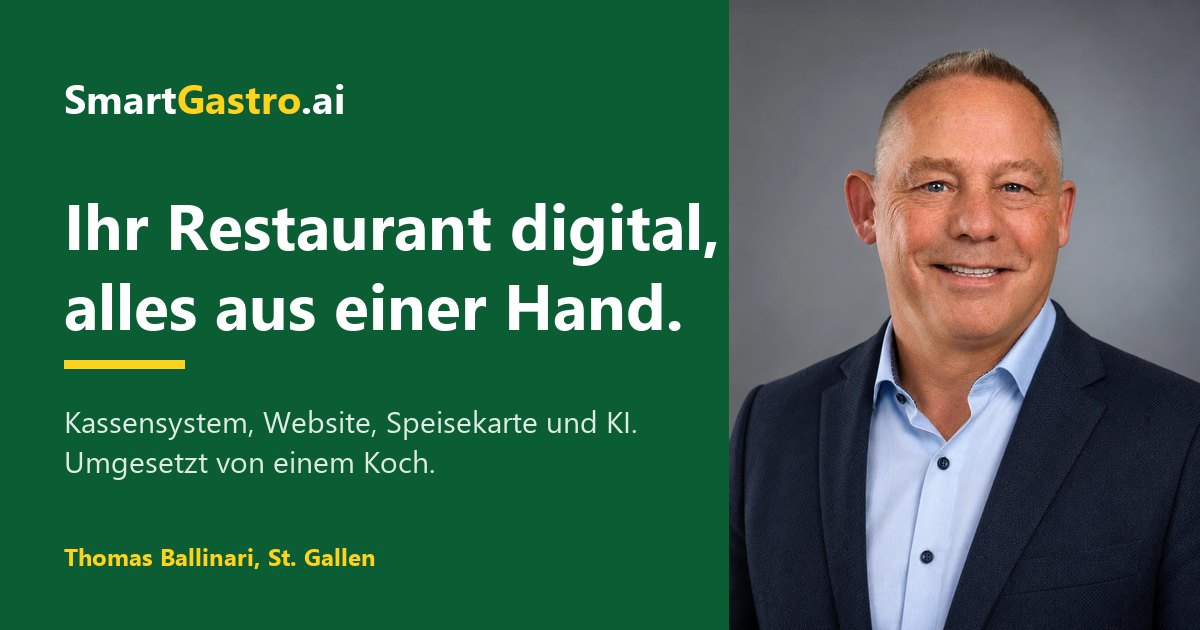 SmartGastro.ai
Ihr Restaurant digital,
alles aus einer Hand.
Kassensystem, Website, Speisekarte und KI.
Umgesetzt von einem Koch.
Thomas Ballinari, St. Gallen